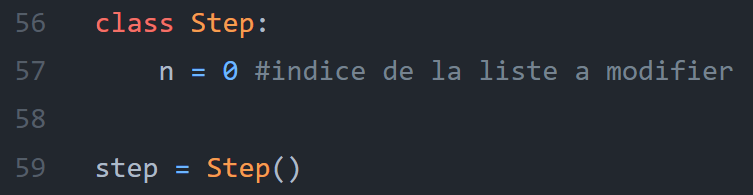 56 class Step:
57 n = 0 #indice de la liste a modifier
58
59 step = Step()